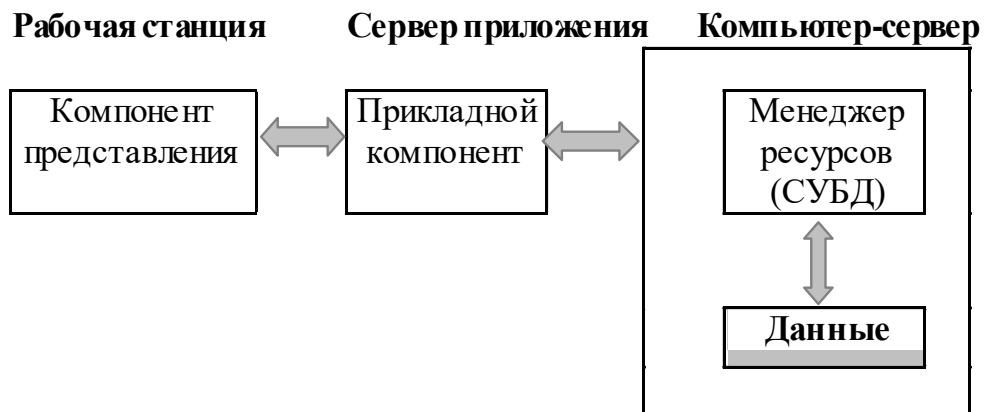 Рабочая станция
Сервер приложения
Компьютер-сервер
Компонент
представления
Прикладной
компонент
Менеджер
ресурсов
(СУБД)
Данные